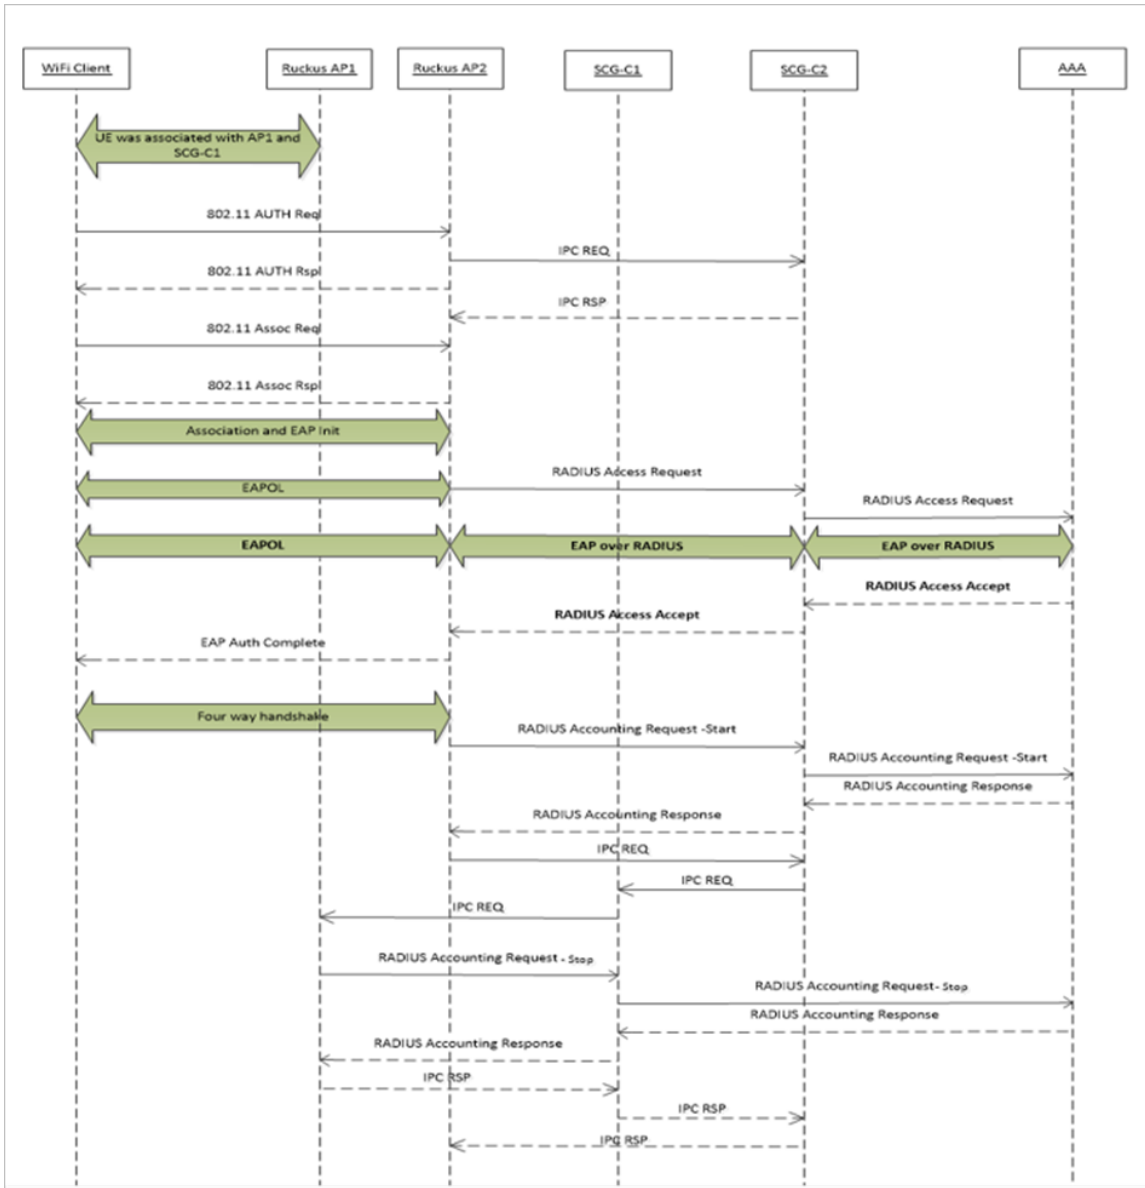 WiFi Client
Ruckus AP1
Ruckus AP2
SCG-C1
SCG-C2
AAA
UE was associated with AP1 and
SCG-C1
802.11 AUTH Req
IPC REQ
802.11 AUTH Rsp
IPC RSP
802.11 Assoc Req
802.11 Assoc Rsp
Association and EAP Init
RADIUS Access Request
EAPOL
RADIUS Access Request
EAPOL
EAP over RADIUS
EAP over RADIUS
RADIUS Access Accept
RADIUS Access Accept
EAP Auth Complete
Four way handshake
RADIUS Accounting Request -Start
RADIUS Accounting Request -Start
RADIUS Accounting Response
RADIUS Accounting Response
IPC REQ
IPC REQ
IPC REQ
RADIUS Accounting Request - Stop
RADIUS Accounting Request- Stop
RADIUS Accounting Response
RADIUS Accounting Response
IPC RSP
IPC RSP
IPC RSP